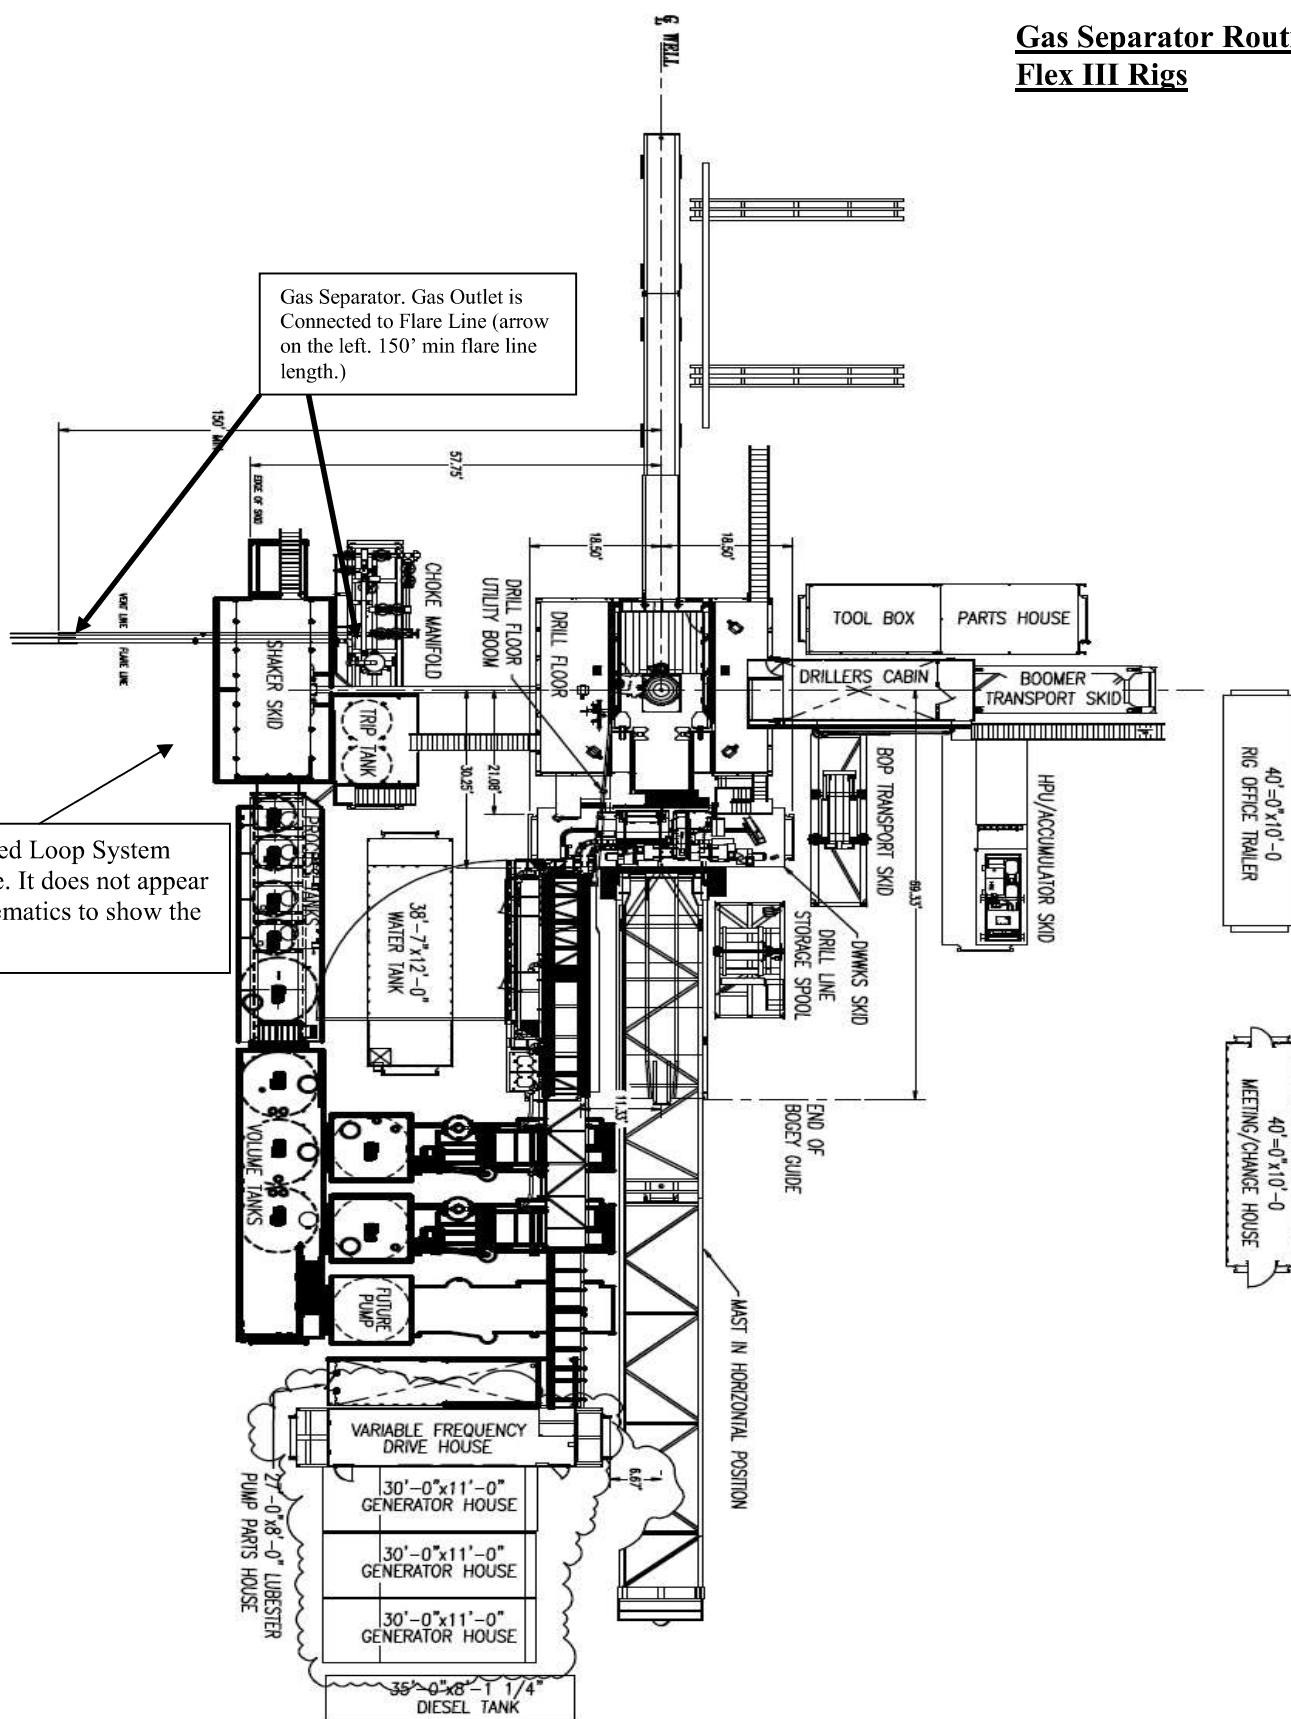 ℄ WELL
Gas Separator Routi
Flex III Rigs
Gas Separator. Gas Outlet is
Connected to Flare Line (arrow
on the left. 150’ min flare line
length.)
150' MIN
57.75'
EDGE OF SKID
18.50'
18.50'
VENT LINE
FLARE LINE
CHOKE MANIFOLD
SHAKER SKID
TRIP TANK
DRILL FLOOR
UTILITY BOOM
DRILL FLOOR
TOOL BOX
PARTS HOUSE
DRILLERS CABIN
BOOMER
TRANSPORT SKID
30.25'
21.08'
BOP TRANSPORT SKID
HPU/ACCUMULATOR SKID
40'=0"x10'-0
RIG OFFICE TRAILER
ed Loop System
e. It does not appear
ematics to show the
PROCESS TANKS
38'-7"x12'-0"
WATER TANK
69.33'
DWWKS SKID
DRILL LINE
STORAGE SPOOL
11.33'
END OF
BOGEY GUIDE
40'=0"x10'-0
MEETING/CHANGE HOUSE
VOLUME TANKS
FUTURE
PUMP
MAST IN HORIZONTAL POSITION
VARIABLE FREQUENCY
DRIVE HOUSE
6.67'
27'-0"x8'-0" LUBESTER
PUMP PARTS HOUSE
30'-0"x11'-0"
GENERATOR HOUSE
30'-0"x11'-0"
GENERATOR HOUSE
30'-0"x11'-0"
GENERATOR HOUSE
35'-0"x8'-1 1/4"
DIESEL TANK